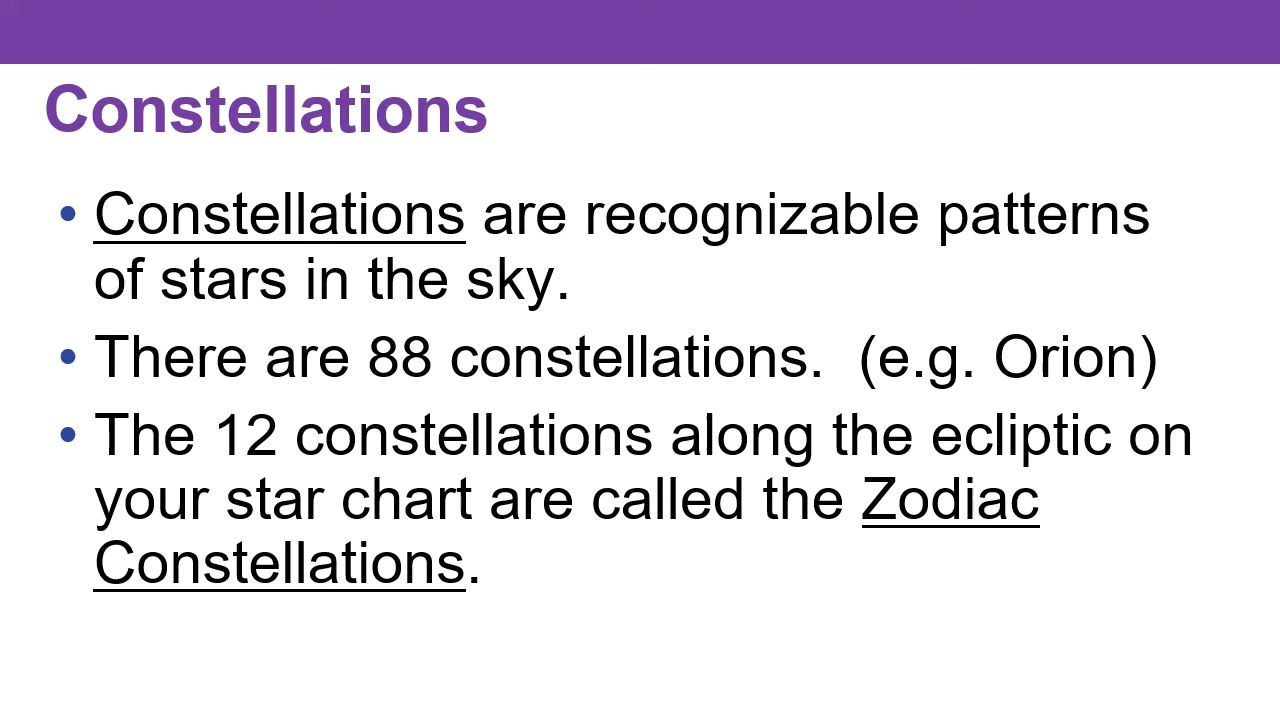 Constellations
• Constellations are recognizable patterns
of stars in the sky.
• There are 88 constellations.  (e.g. Orion)
• The 12 constellations along the ecliptic on
your star chart are called the Zodiac
Constellations.